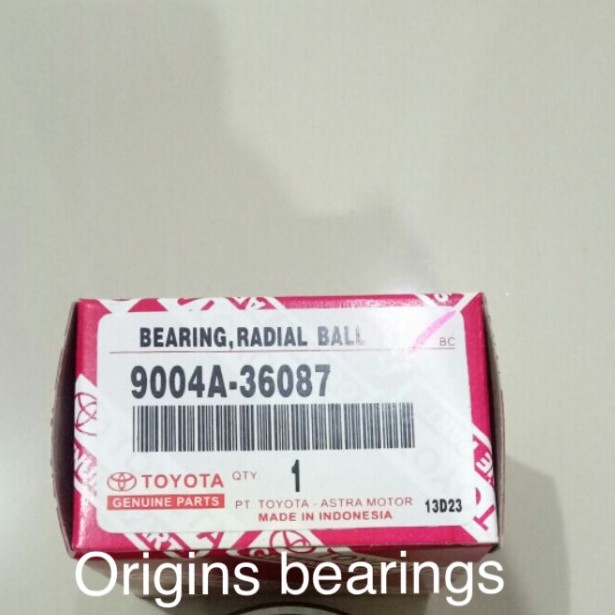 BEARING, RADIAL BALL
BC
9004A-36087
TOYOTA
GENUINE PARTS
QTY 1
PT. TOYOTA - ASTRA MOTOR
MADE IN INDONESIA
13D23
Origins bearings